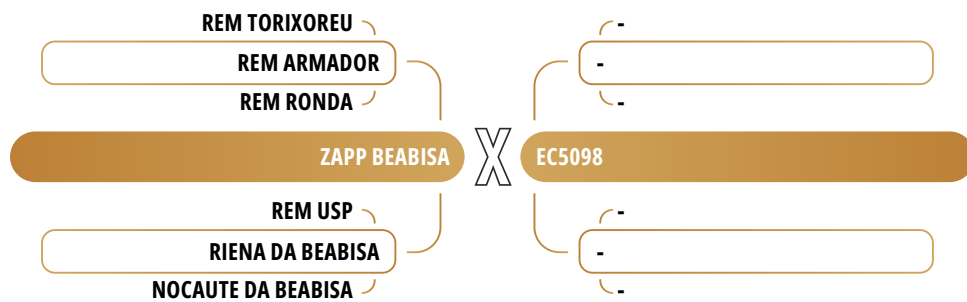 REM TORIXOREU
-
REM ARMADOR
-
REM RONDA
-
ZAPP BEABISA X EC5098
REM USP
-
RIENA DA BEABISA
-
NOCAUTE DA BEABISA
-